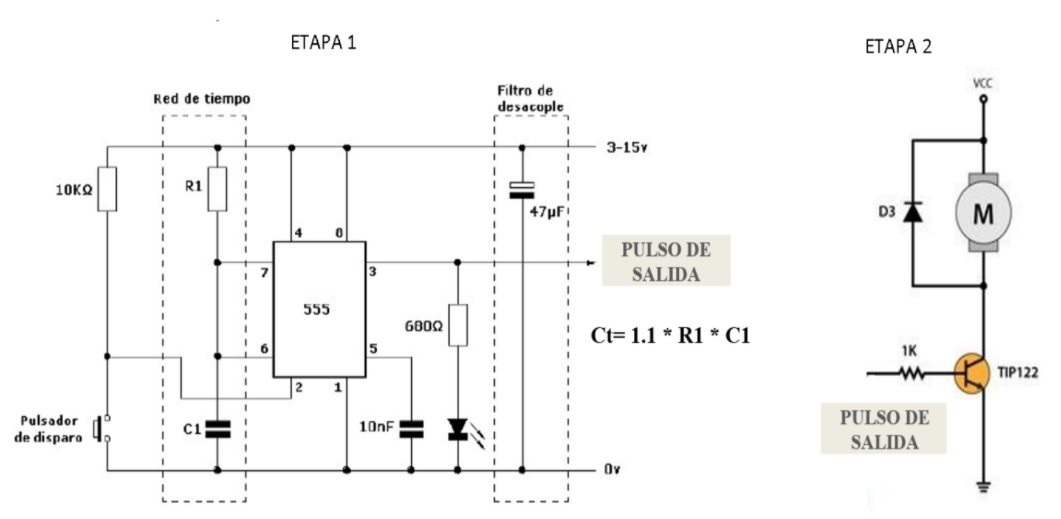 ETAPA 1
Red de tiempo
Filtro de
desacople
3-15v
10KΩ
R1
47µF
4
8
7
3
555
6
5
2
1
680Ω
PULSO DE
SALIDA
Ct= 1.1 * R1 * C1
Pulsador
de disparo
C1
10nF
0v
ETAPA 2
VCC
D3
M
1K
TIP122
PULSO DE
SALIDA